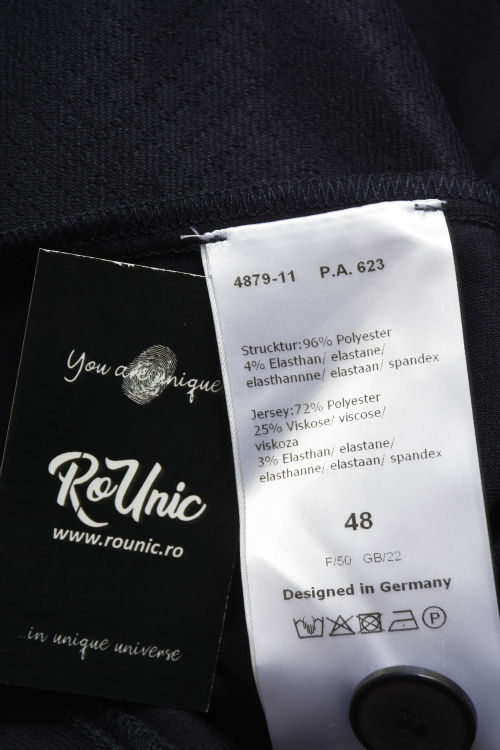 4879-11 P.A. 623
Strucktur:96% Polyester
4% Elasthan/ elastane/
elasthannne/ elastaan/ spandex
Jersey:72% Polyester
25% Viskose/ viscose/
viskoza
3% Elasthan/ elastane/
elasthanne/ elastaan/ spandex
48
F/50 GB/22
Designed in Germany
P
You are unique
RoUnic
www.rounic.ro
...in unique universe